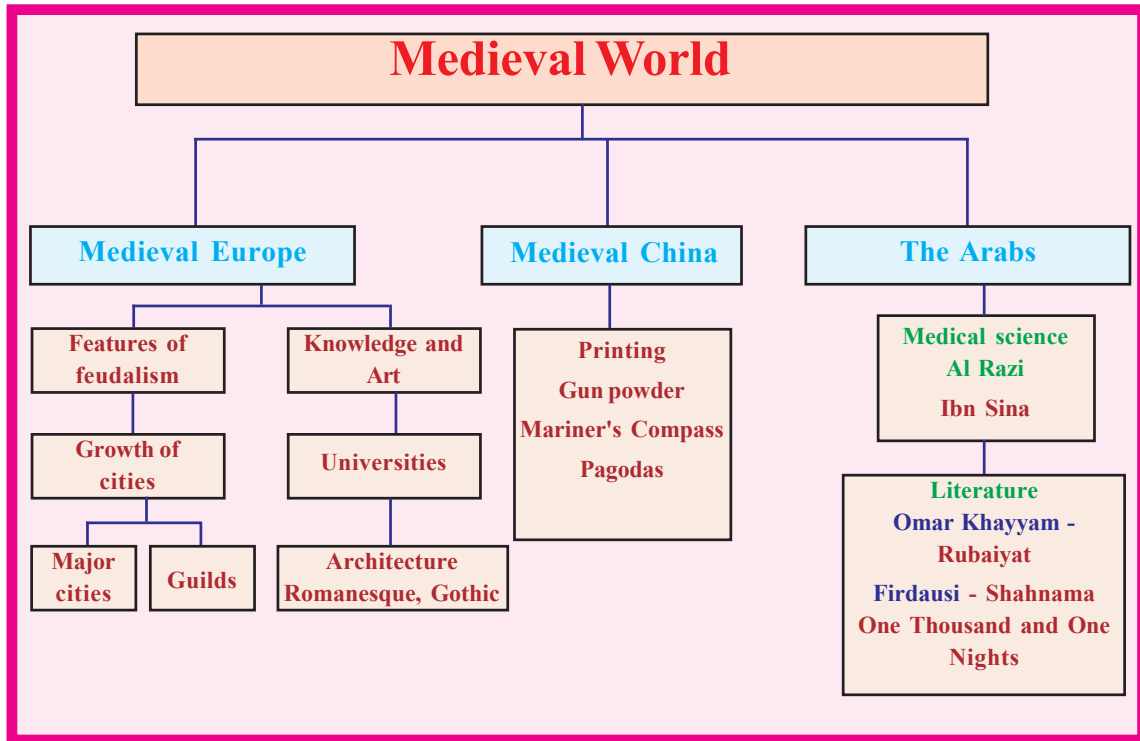 Medieval World
Medieval Europe
Features of
feudalism
Growth of
cities
Major
cities
Guilds
Knowledge and
Art
Universities
Architecture
Romanesque, Gothic
Medieval China
Printing
Gun powder
Mariner's Compass
Pagodas
The Arabs
Medical science
Al Razi
Ibn Sina
Literature
Omar Khayyam -
Rubaiyat
Firdausi - Shahnama
One Thousand and One
Nights